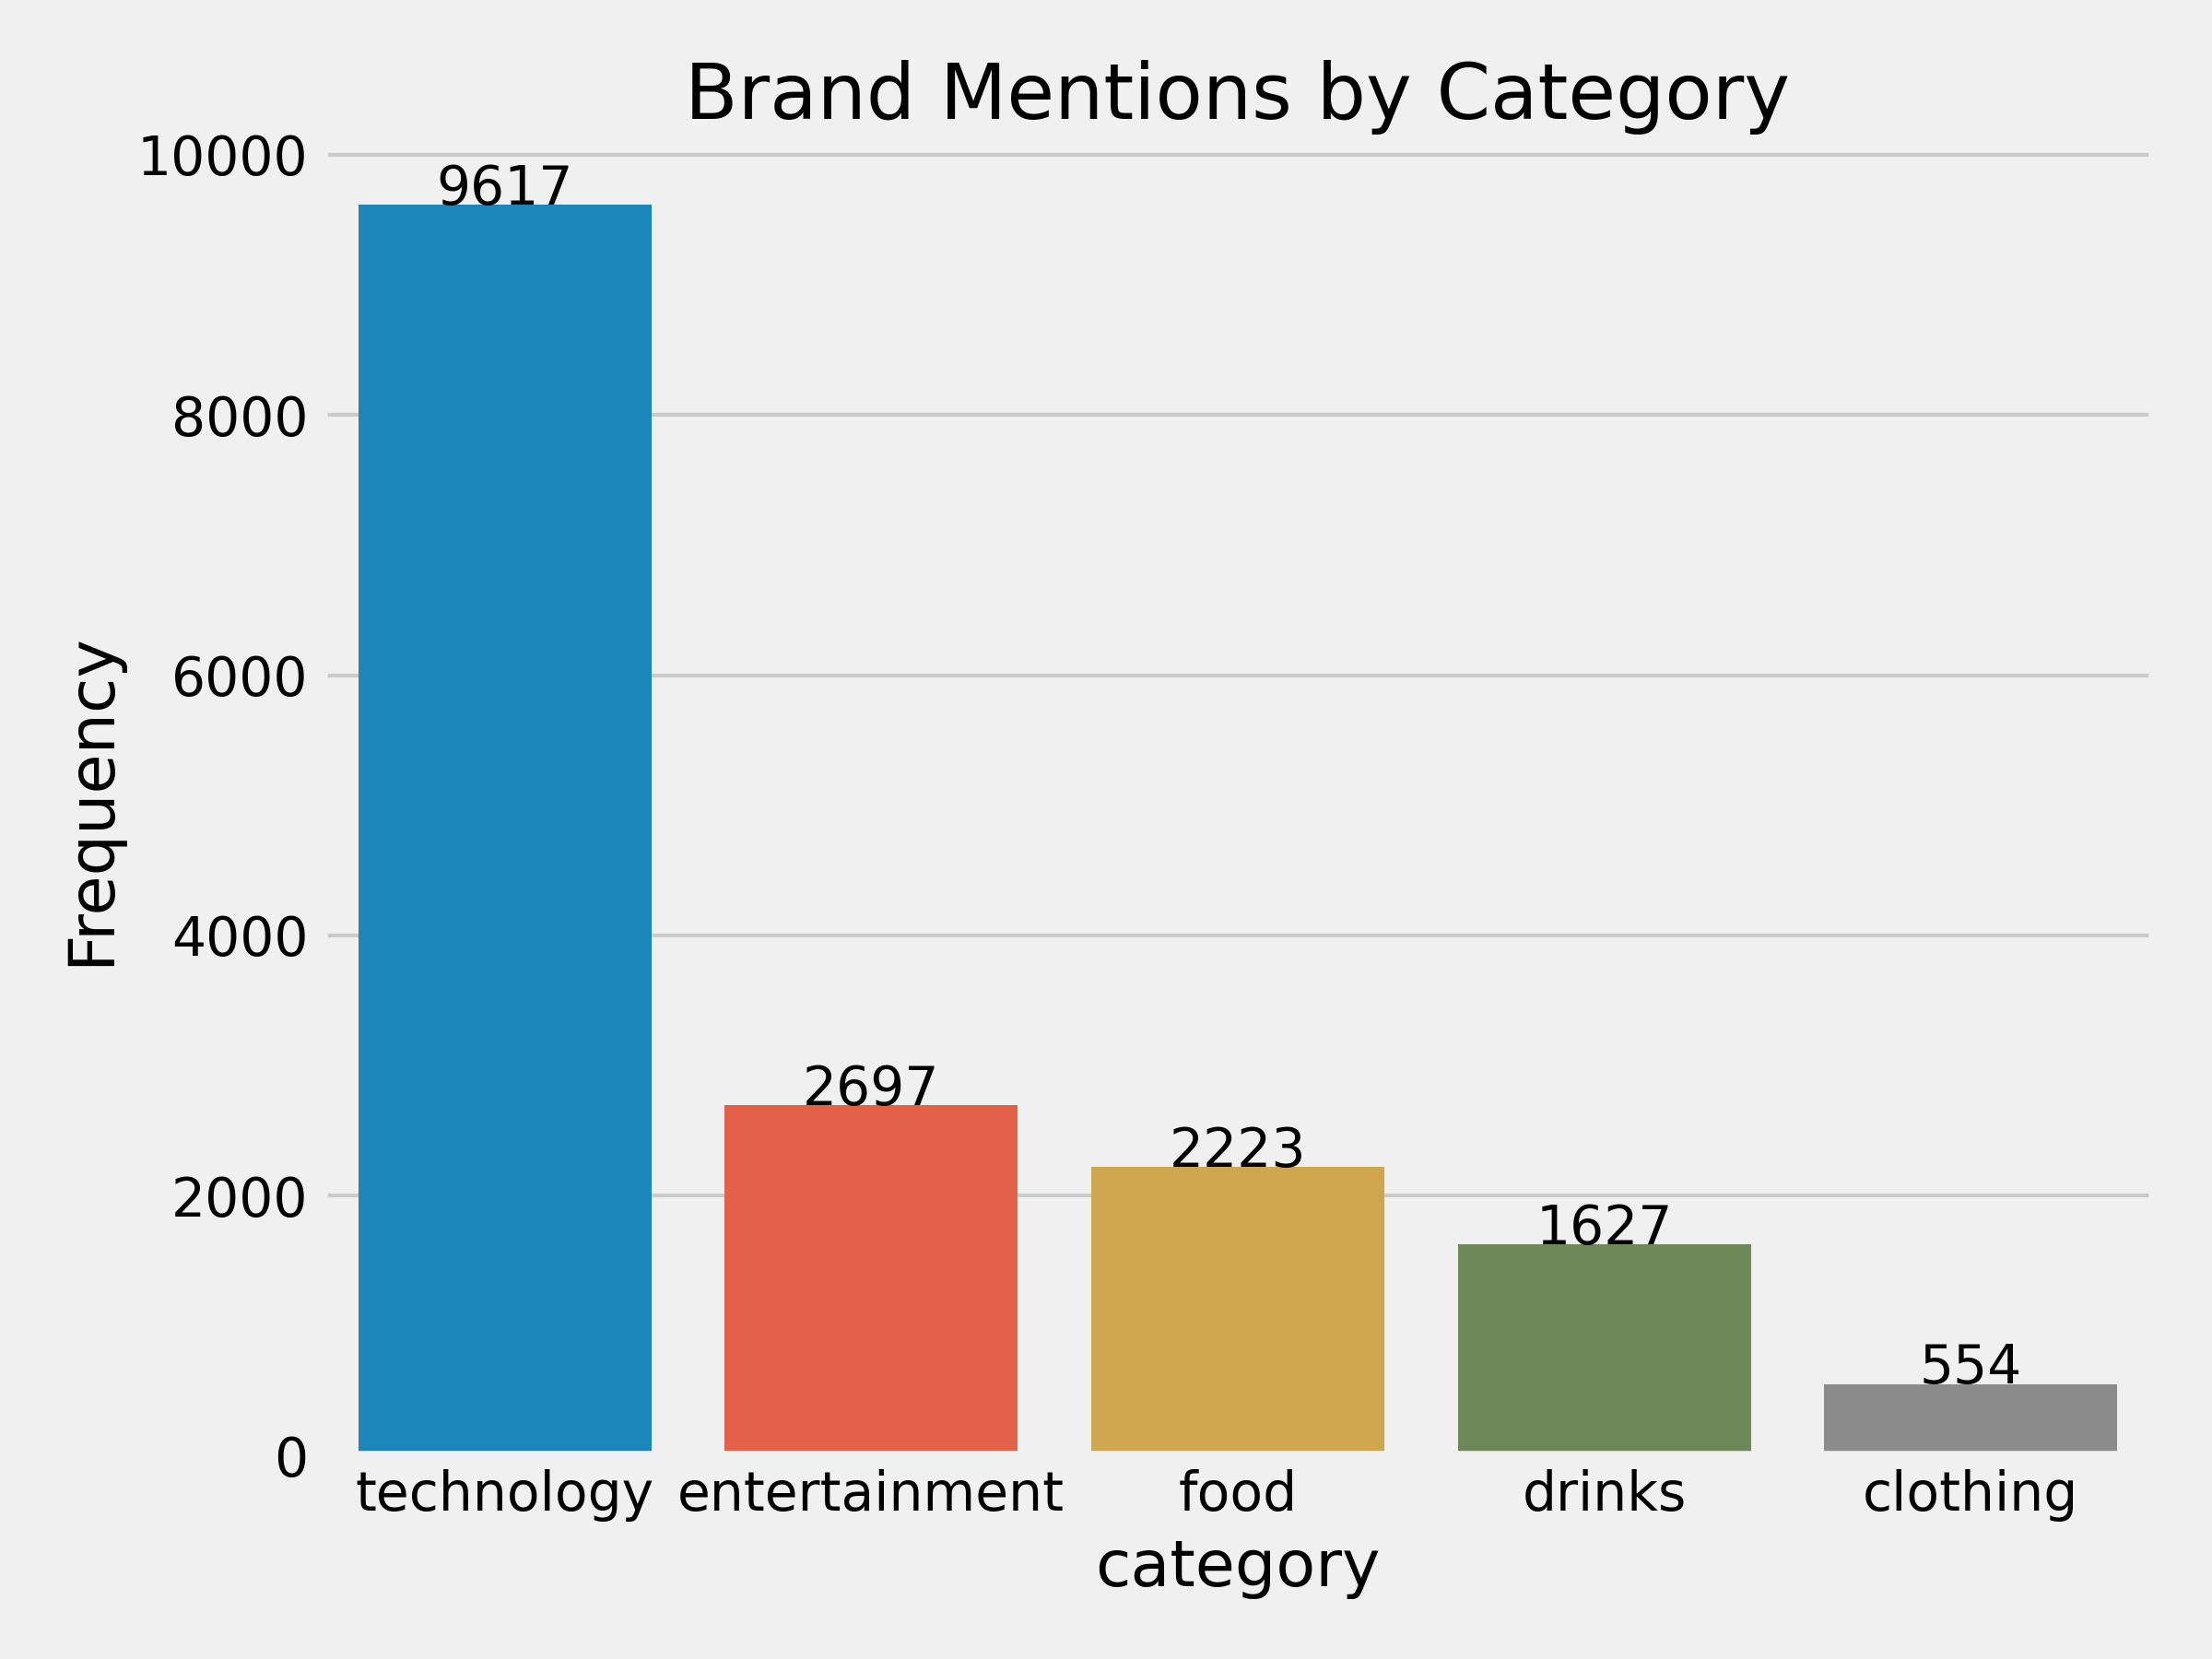 Brand Mentions by Category
10000
9617
8000
6000
Frequency
4000
2697
2223
2000
1627
554
0
technology entertainment food drinks clothing
category